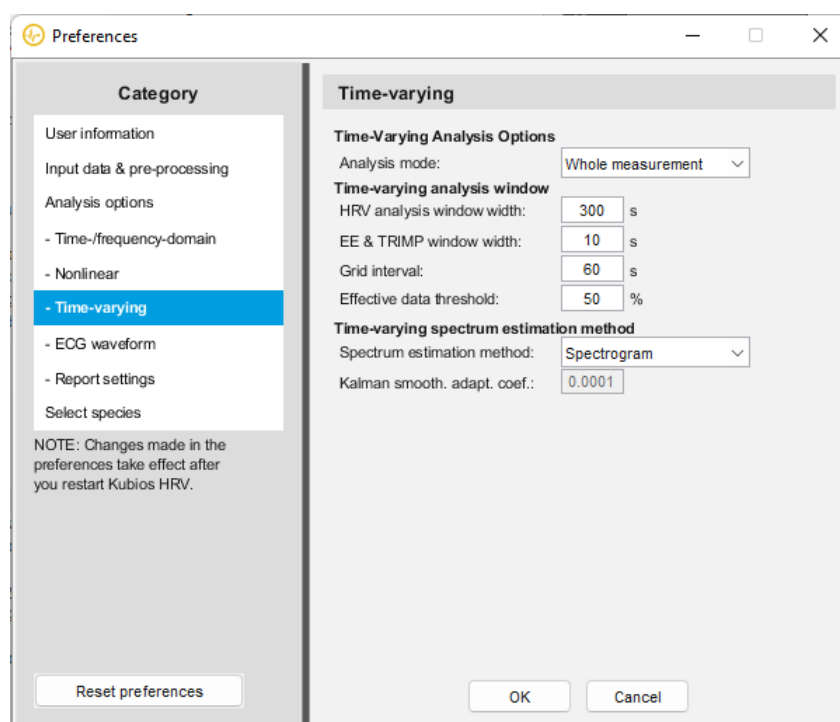 Preferences
Category
User information
Input data & pre-processing
Analysis options
- Time-/frequency-domain
- Nonlinear
- Time-varying
- ECG waveform
- Report settings
Select species
NOTE: Changes made in the
preferences take effect after
you restart Kubios HRV.
Reset preferences
Time-varying
Time-Varying Analysis Options
Analysis mode: Whole measurement
Time-varying analysis window
HRV analysis window width: 300 s
EE & TRIMP window width: 10 s
Grid interval: 60 s
Effective data threshold: 50 %
Time-varying spectrum estimation method
Spectrum estimation method: Spectrogram
Kalman smooth. adapt. coef.: 0.0001
OK Cancel